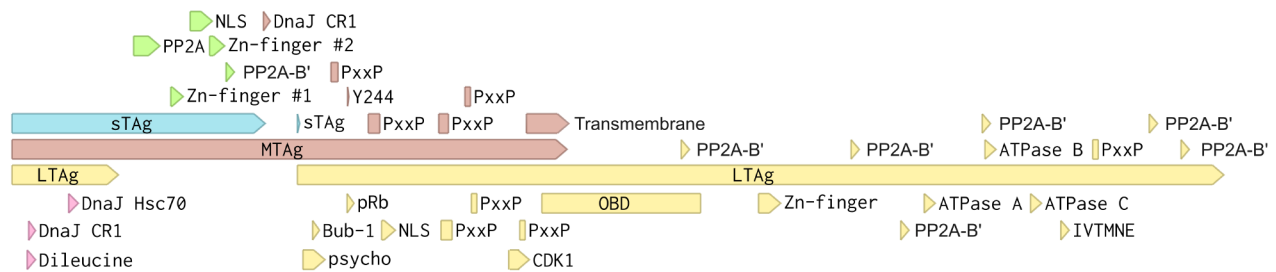 NLS DnaJ CR1
PP2A Zn-finger #2
PP2A-B' PxxP
Zn-finger #1 Y244 PxxP
sTAg sTAg PxxP PxxP Transmembrane PP2A-B' PP2A-B'
MTAg PP2A-B' PP2A-B' ATPase B PxxP PP2A-B'
LTAg LTAg
DnaJ Hsc70 pRb PxxP OBD Zn-finger ATPase A ATPase C
DnaJ CR1 Bub-1 NLS PxxP PxxP PP2A-B' IVTMNE
Dileucine psycho CDK1